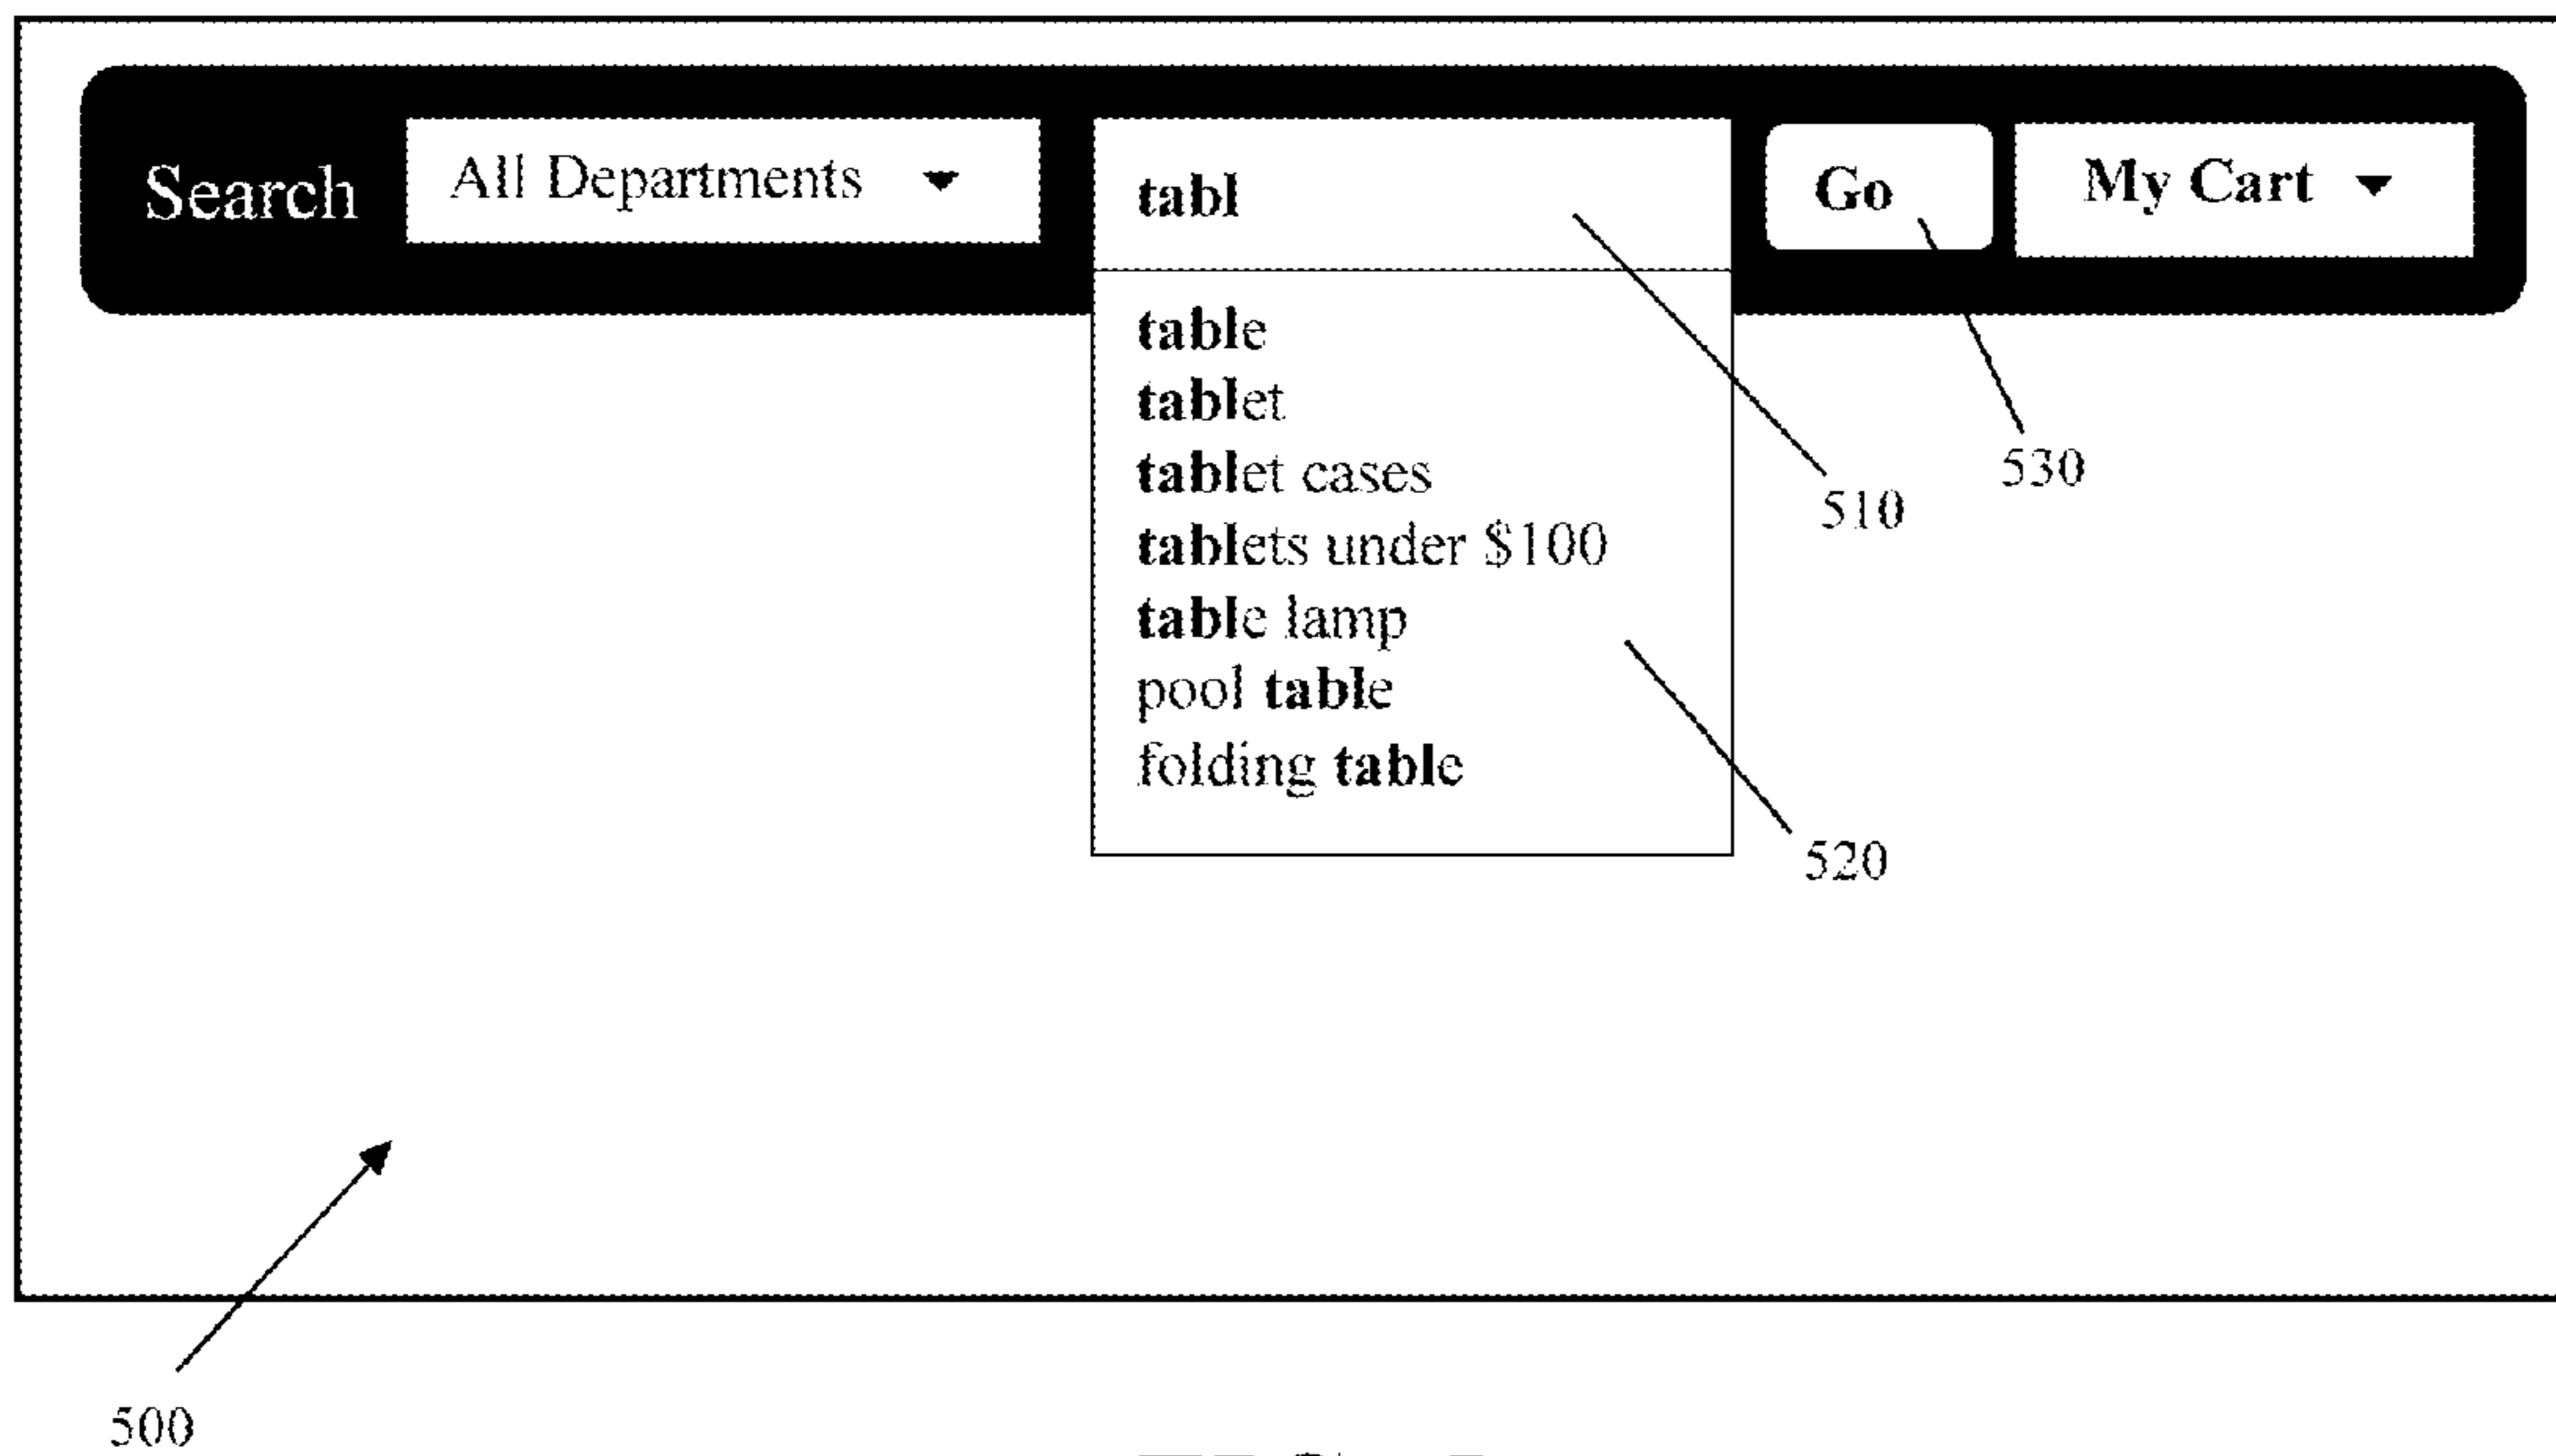 Search All Departments tabl Go My Cart
table
tablet
tablet cases
tablets under $100
table lamp
pool table
folding table
530
510
520
500